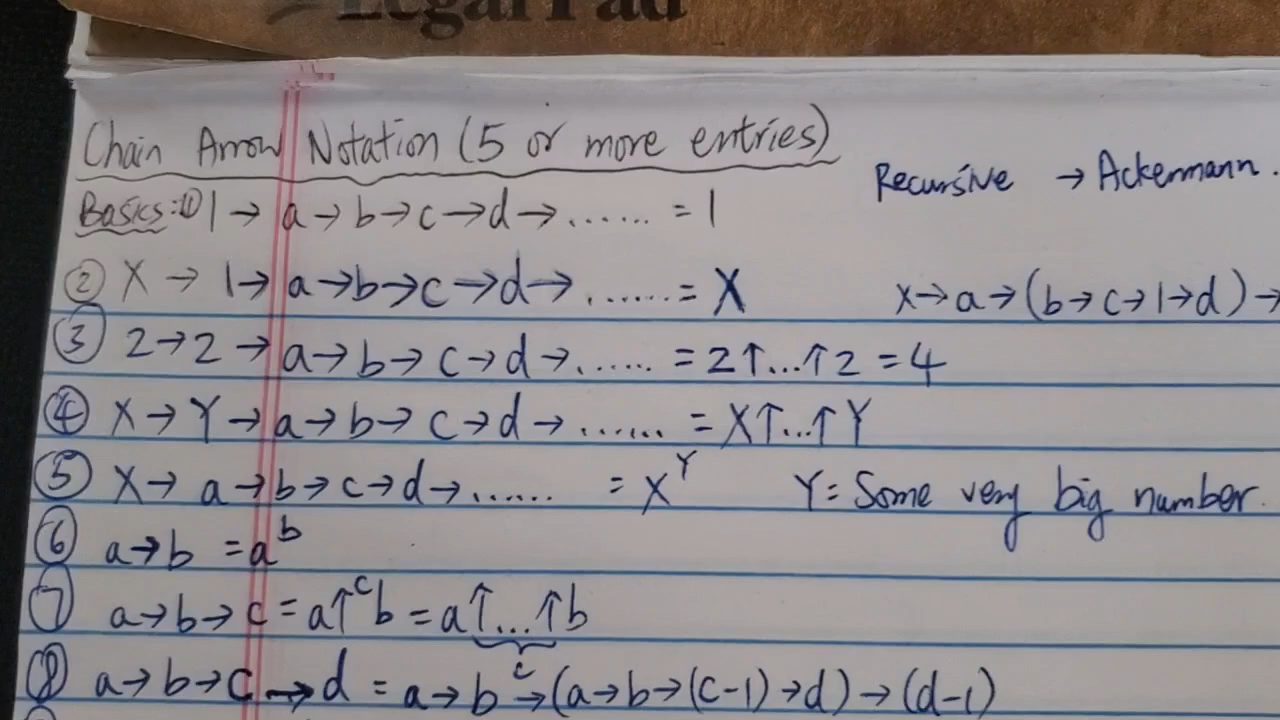 Legal Pad
Chain Arrow Notation (5 or more entries)
Recursive → Ackermann.
Basics: ① 1 → a → b → c → d → ....... = 1
② X → 1 → a → b → c → d → ....... = X
x → a → (b → c → 1 → d) →
③ 2 → 2 → a → b → c → d → ....... = 2↑...↑2 = 4
④ X → Y → a → b → c → d → ....... = X↑...↑Y
⑤ X → a → b → c → d → ...... = X^Y Y = Some very big number.
⑥ a → b = a^b
⑦ a → b → c = a↑^c b = a↑...↑b
c
⑧ a → b → c → d = a → b → (a → b → (c-1) → d) → (d-1)